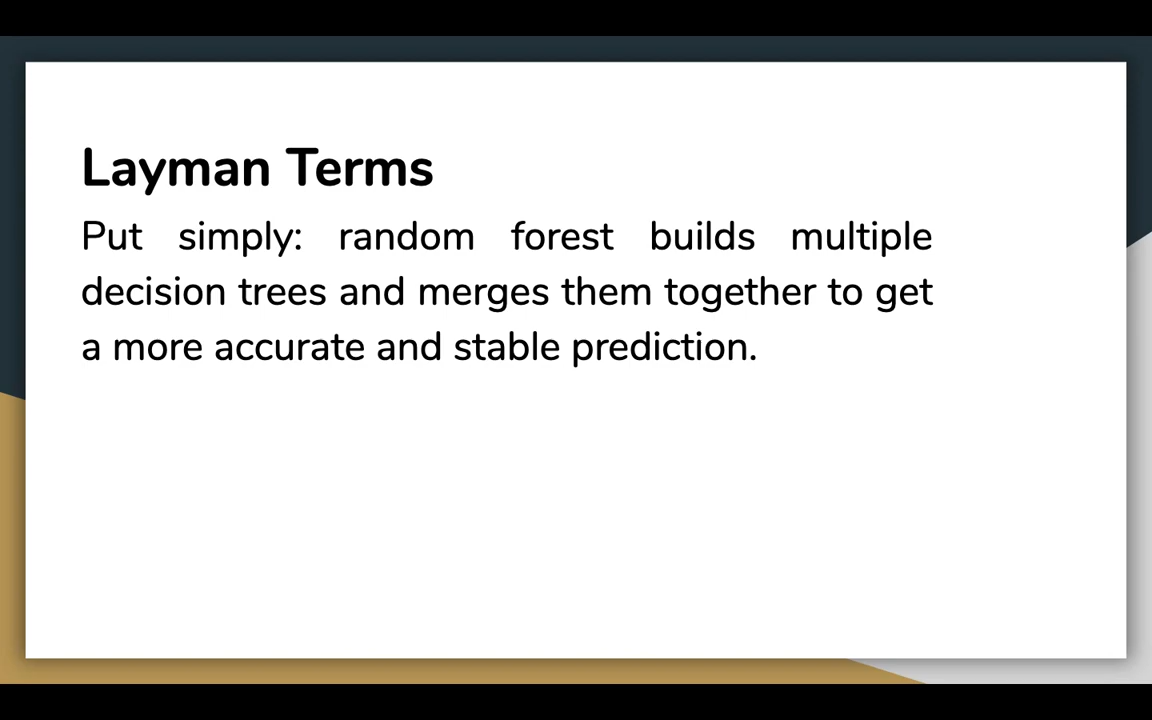 Layman Terms
Put simply: random forest builds multiple
decision trees and merges them together to get
a more accurate and stable prediction.